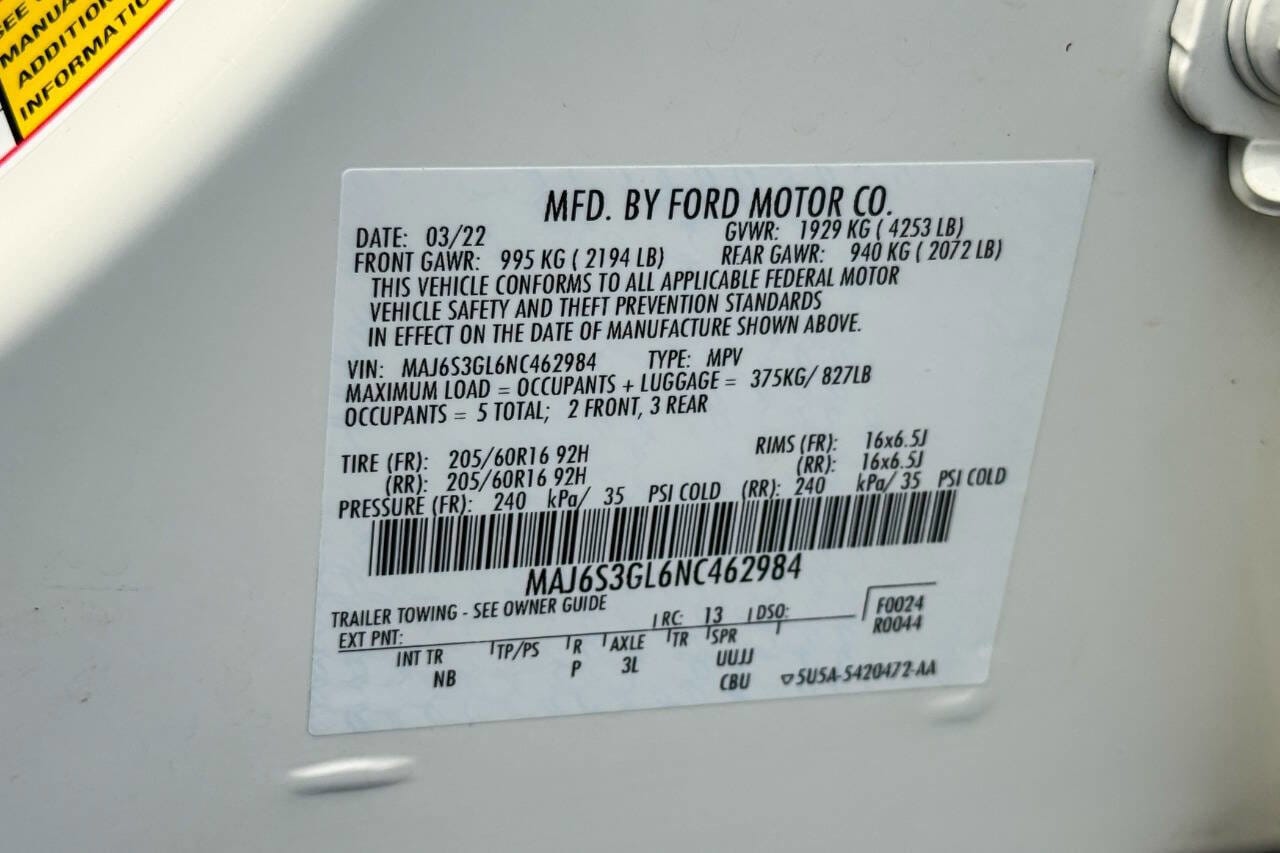 SEE
MANUAL
ADDITION
INFORMATIO
MFD. BY FORD MOTOR CO.
DATE: 03/22 GVWR: 1929 KG ( 4253 LB)
FRONT GAWR: 995 KG ( 2194 LB) REAR GAWR: 940 KG ( 2072 LB)
THIS VEHICLE CONFORMS TO ALL APPLICABLE FEDERAL MOTOR
VEHICLE SAFETY AND THEFT PREVENTION STANDARDS
IN EFFECT ON THE DATE OF MANUFACTURE SHOWN ABOVE.
VIN: MAJ6S3GL6NC462984 TYPE: MPV
MAXIMUM LOAD = OCCUPANTS + LUGGAGE = 375KG/ 827LB
OCCUPANTS = 5 TOTAL; 2 FRONT, 3 REAR
TIRE (FR): 205/60R16 92H RIMS (FR): 16x6.5J
(RR): 205/60R16 92H (RR): 16x6.5J
PRESSURE (FR): 240 kPa/ 35 PSI COLD (RR): 240 kPa/ 35 PSI COLD
MAJ6S3GL6NC462984
TRAILER TOWING - SEE OWNER GUIDE
EXT PNT: RC: 13 DSO: F0024
R0044
INT TR TP/PS R AXLE TR SPR
NB P 3L UUJJ
CBU 5U5A-5420472-AA